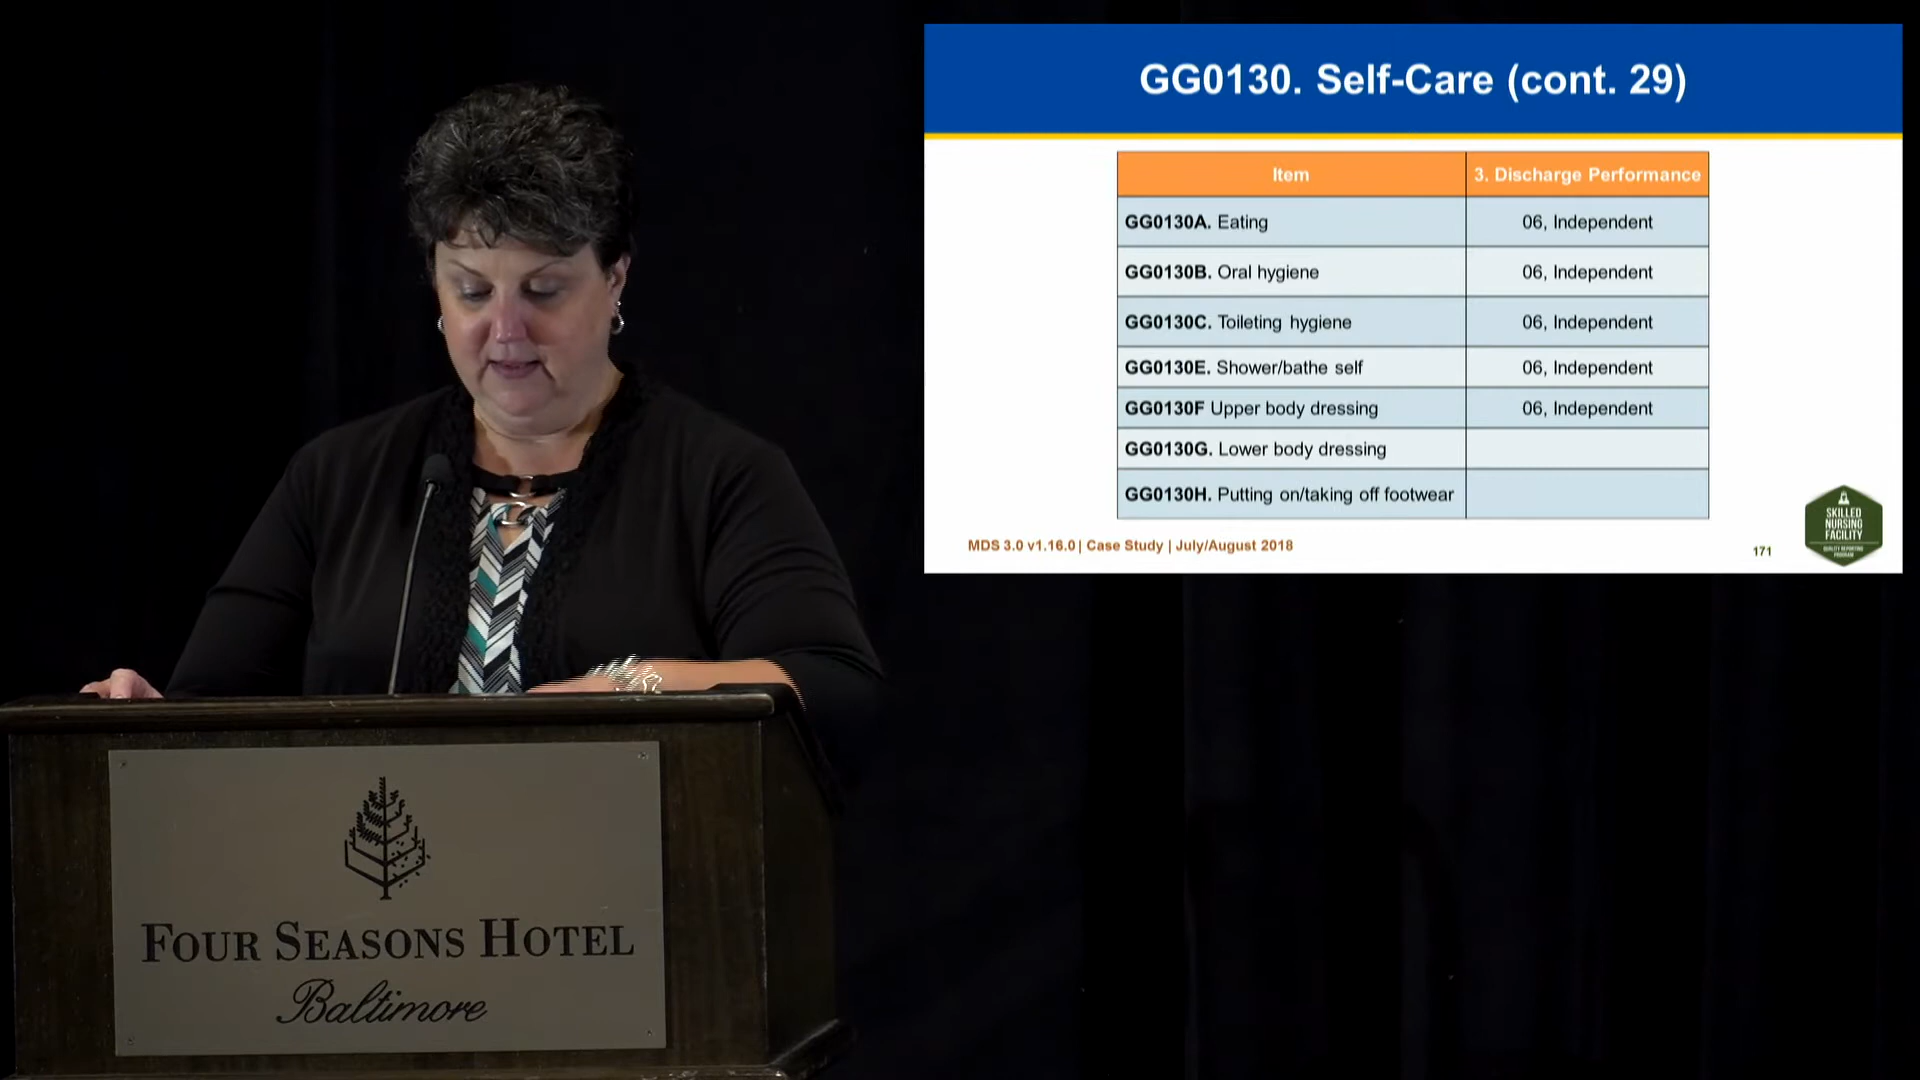 GG0130. Self-Care (cont. 29)
Item 3. Discharge Performance
GG0130A. Eating 06, Independent
GG0130B. Oral hygiene 06, Independent
GG0130C. Toileting hygiene 06, Independent
GG0130E. Shower/bathe self 06, Independent
GG0130F Upper body dressing 06, Independent
GG0130G. Lower body dressing
GG0130H. Putting on/taking off footwear
MDS 3.0 v1.16.0 | Case Study | July/August 2018
171
SKILLED
NURSING
FACILITY
QUALITY REPORTING
PROGRAM
FOUR SEASONS HOTEL
Baltimore